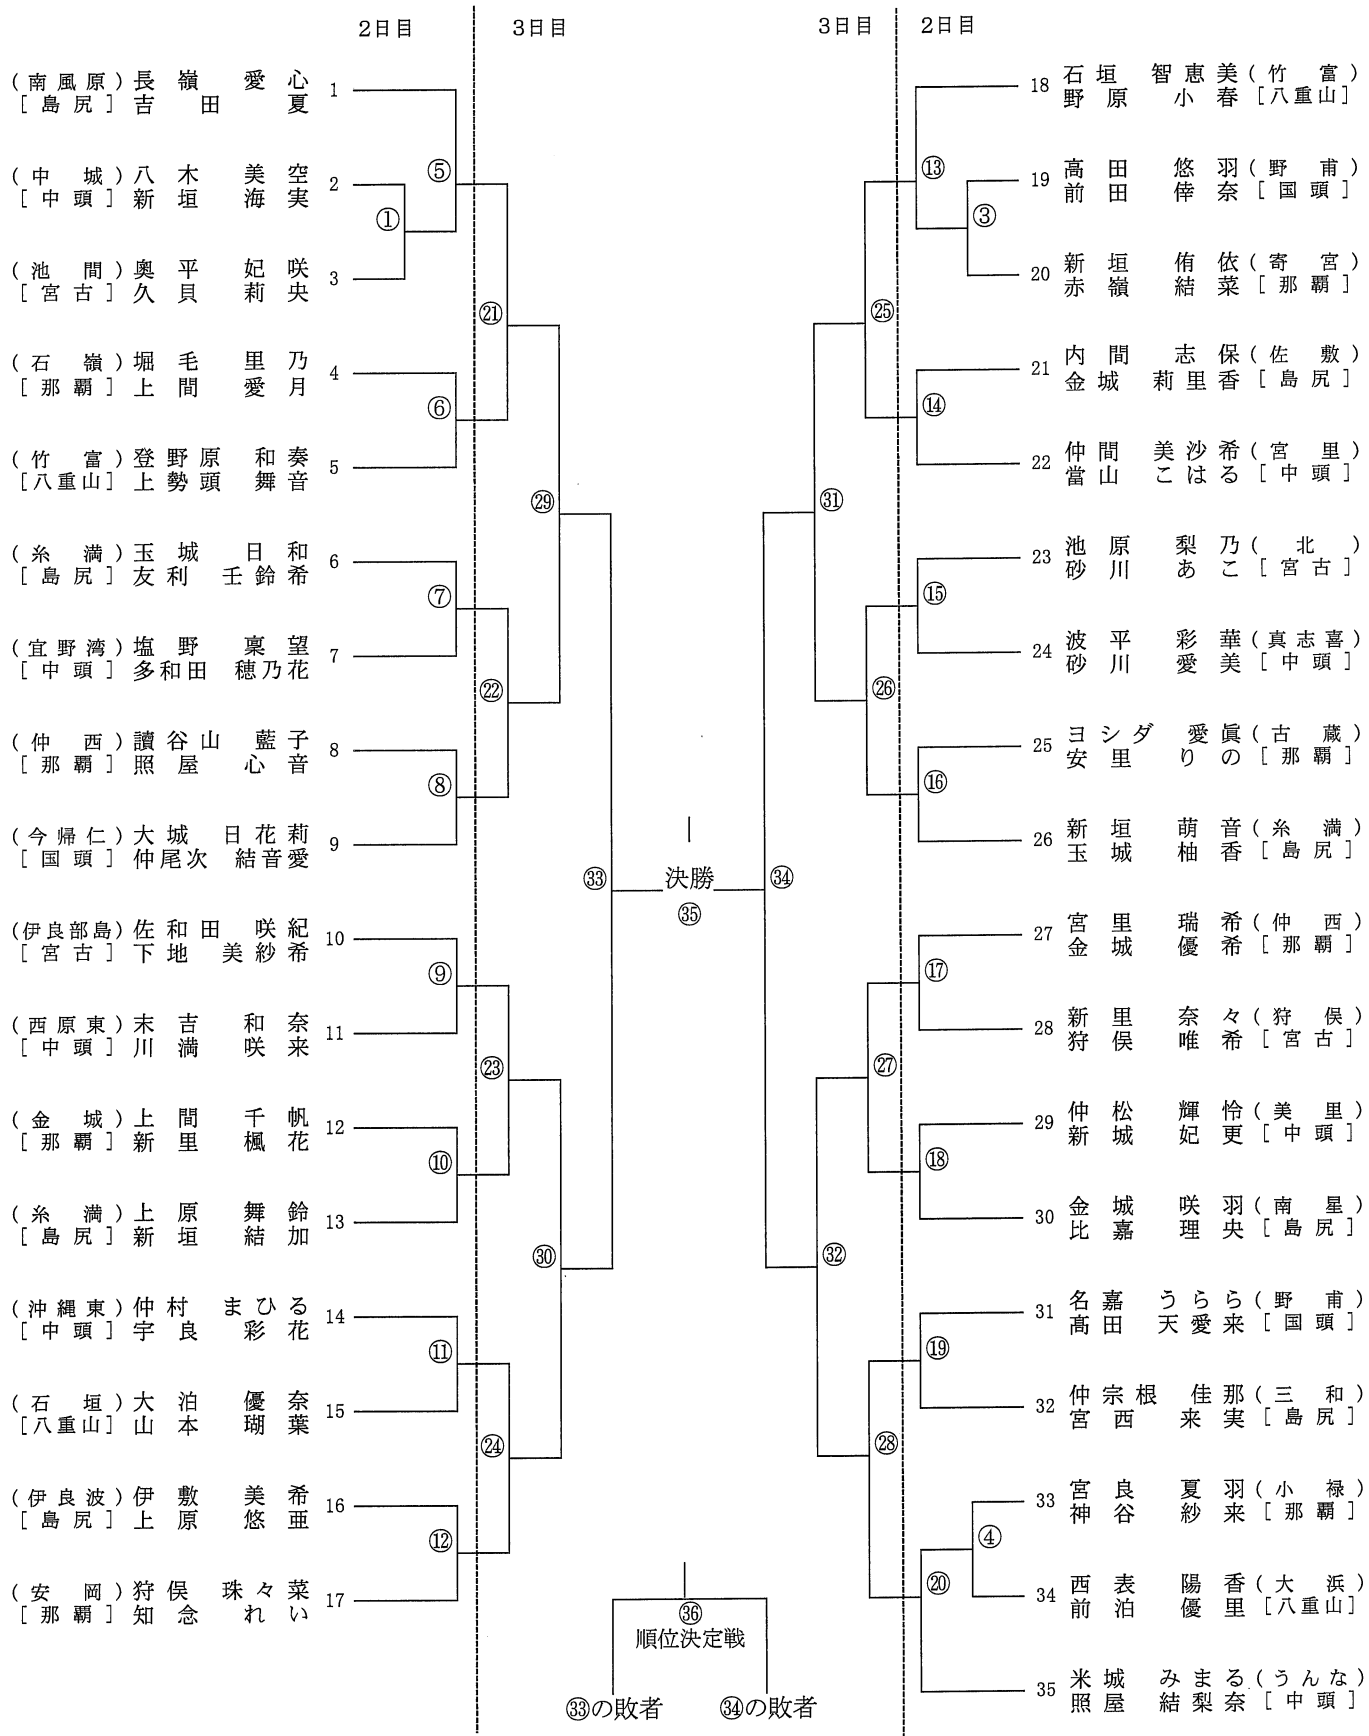 2日目
3日目
3日目
2日目
(南風原) 長嶺 愛心 1
[島尻] 吉田 夏
(中城) 八木 美空 2
[中頭] 新垣 海実
(池間) 奥平 妃咲 3
[宮古] 久貝 莉央
(石嶺) 堀毛 里乃 4
[那覇] 上間 愛月
(竹富) 登野原 和奏 5
[八重山] 上勢頭 舞音
(糸満) 玉城 日和 6
[島尻] 友利 壬鈴希
(宜野湾) 塩野 稟望 7
[中頭] 多和田 穂乃花
(仲西) 讀谷山 藍子 8
[那覇] 照屋 心音
(今帰仁) 大城 日花莉 9
[国頭] 仲尾次 結音愛
(伊良部島) 佐和田 咲紀 10
[宮古] 下地 美紗希
(西原東) 末吉 和奈 11
[中頭] 川満 咲来
(金城) 上間 千帆 12
[那覇] 新里 楓花
(糸満) 上原 舞鈴 13
[島尻] 新垣 結加
(沖縄東) 仲村 まひる 14
[中頭] 宇良 彩花
(石垣) 大泊 優奈 15
[八重山] 山本 瑚葉
(伊良波) 伊敷 美希 16
[島尻] 上原 悠亜
(安岡) 狩俣 珠々菜 17
[那覇] 知念 れい
①
⑤
⑥
⑦
⑧
⑨
⑩
⑪
⑫
㉑
㉒
㉓
㉔
㉙
㉚
㉝
決勝
㉟
㉞
㉛
㉜
㉕
㉖
㉗
㉘
⑬
③
⑭
⑮
⑯
⑰
⑱
⑲
④
⑳
18 石垣 智恵美 (竹富)
野原 小春 [八重山]
19 高田 悠羽 (野甫)
前田 倖奈 [国頭]
20 新垣 侑依 (寄宮)
赤嶺 結菜 [那覇]
21 内間 志保 (佐敷)
金城 莉里香 [島尻]
22 仲間 美沙希 (宮里)
當山 こはる [中頭]
23 池原 梨乃 (北)
砂川 あこ [宮古]
24 波平 彩華 (真志喜)
砂川 愛美 [中頭]
25 ヨシダ 愛眞 (古蔵)
安里 りの [那覇]
26 新垣 萌音 (糸満)
玉城 柚香 [島尻]
27 宮里 瑞希 (仲西)
金城 優希 [那覇]
28 新里 奈々 (狩俣)
狩俣 唯希 [宮古]
29 仲松 輝怜 (美里)
新城 妃更 [中頭]
30 金城 咲羽 (南星)
比嘉 理央 [島尻]
31 名嘉 うらら (野甫)
髙田 天愛来 [国頭]
32 仲宗根 佳那 (三和)
宮西 来実 [島尻]
33 宮良 夏羽 (小禄)
神谷 紗来 [那覇]
34 西表 陽香 (大浜)
前泊 優里 [八重山]
35 米城 みまる (うんな)
照屋 結梨奈 [中頭]
㊱
順位決定戦
㉝の敗者
㉞の敗者